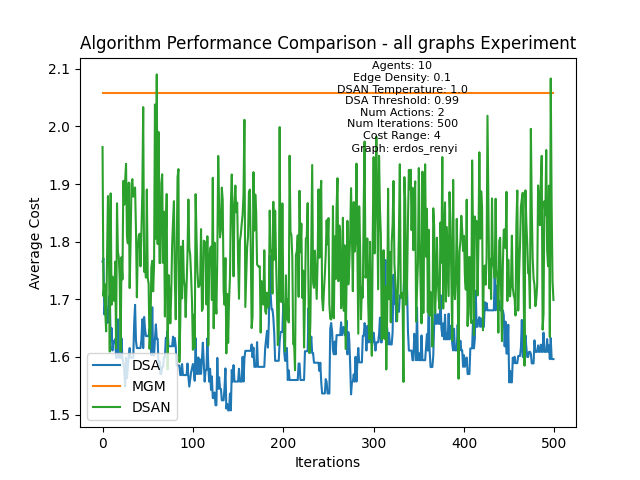 Algorithm Performance Comparison - all graphs Experiment
Agents: 10
Edge Density: 0.1
DSAN Temperature: 1.0
DSA Threshold: 0.99
Num Actions: 2
Num Iterations: 500
Cost Range: 4
Graph: erdos_renyi
Average Cost
2.1
2.0
1.9
1.8
1.7
1.6
1.5
DSA
MGM
DSAN
0 100 200 300 400 500
Iterations